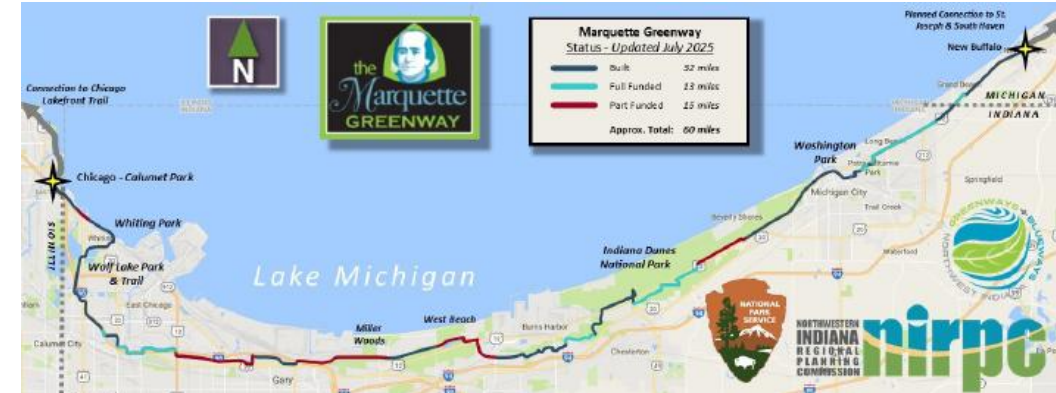 Planned Connection to St.
Joseph & South Haven
New Buffalo
Grand Beach
MICHIGAN
INDIANA
N
the
Marquette
GREENWAY
Marquette Greenway
Status - Updated July 2025
Built 32 miles
Full Funded 13 miles
Part Funded 15 miles
Approx. Total: 60 miles
Connection to Chicago
Lakefront Trail
Chicago - Calumet Park
ILLINOIS
Whiting Park
Whiting
Wolf Lake Park
& Trail
East Chicago
Calumet City
Gary
Lake Michigan
Miller
Woods
West Beach
Burns Harbor
Chesterton
Indiana Dunes
National Park
Beverly Shores
Washington
Park
Michigan City
Trail Creek
Springfield
Waterford
NATIONAL
PARK
SERVICE
GREENWAYS+BLUEWAYS
NORTHWEST INDIANA
NORTHWESTERN
INDIANA
REGIONAL
PLANNING
COMMISSION
nirpc